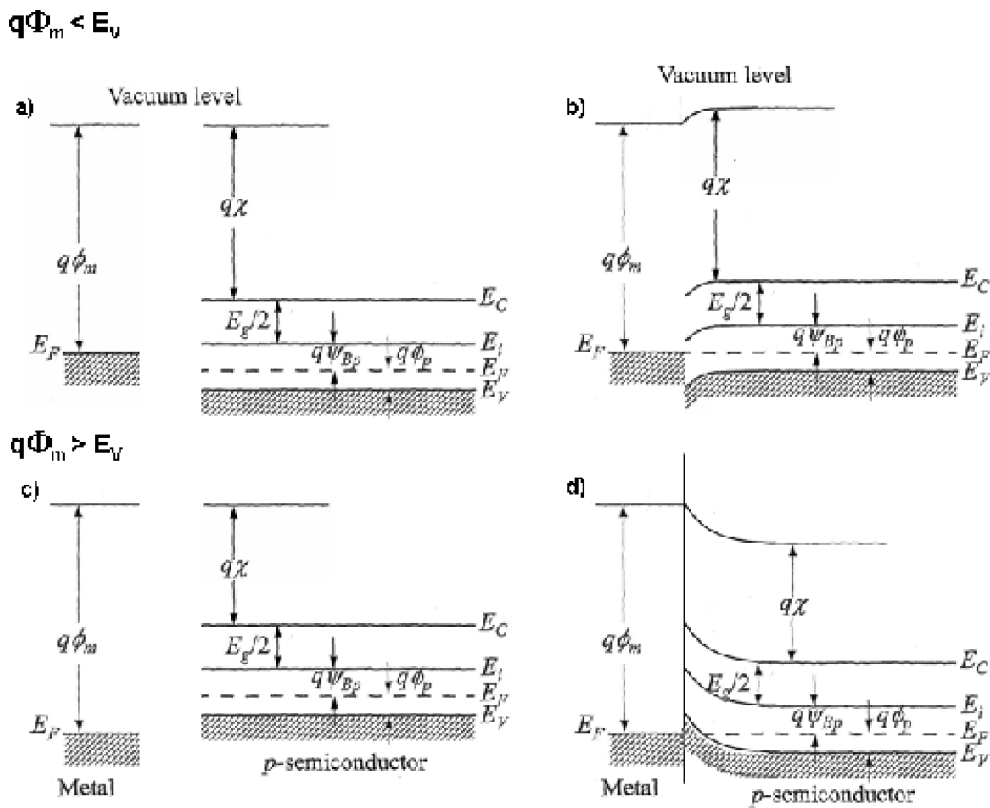 qΦm < Ev
a)
Vacuum level
qϕm
qχ
Eg/2
qψBp
qϕp
EC
Ei
EF
EV
EF
b)
Vacuum level
qϕm
qχ
Eg/2
qψBp
qϕp
EC
Ei
EF
EV
EF
qΦm > EV
c)
qϕm
qχ
Eg/2
qψBp
qϕp
EC
Ei
EF
EV
EF
Metal
p-semiconductor
d)
qϕm
qχ
Eg/2
qψBp
qϕp
EC
Ei
EF
EV
EF
Metal
p-semiconductor